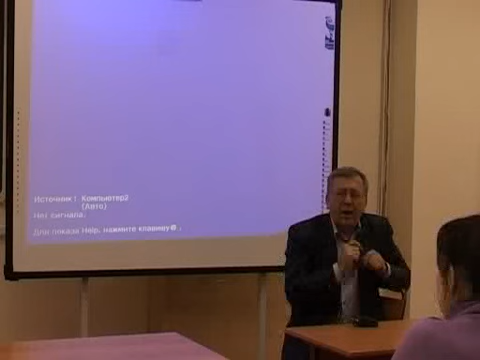 Источник: Компьютер2
(Авто)
Нет сигнала.
Для показа Help, нажмите клавишу